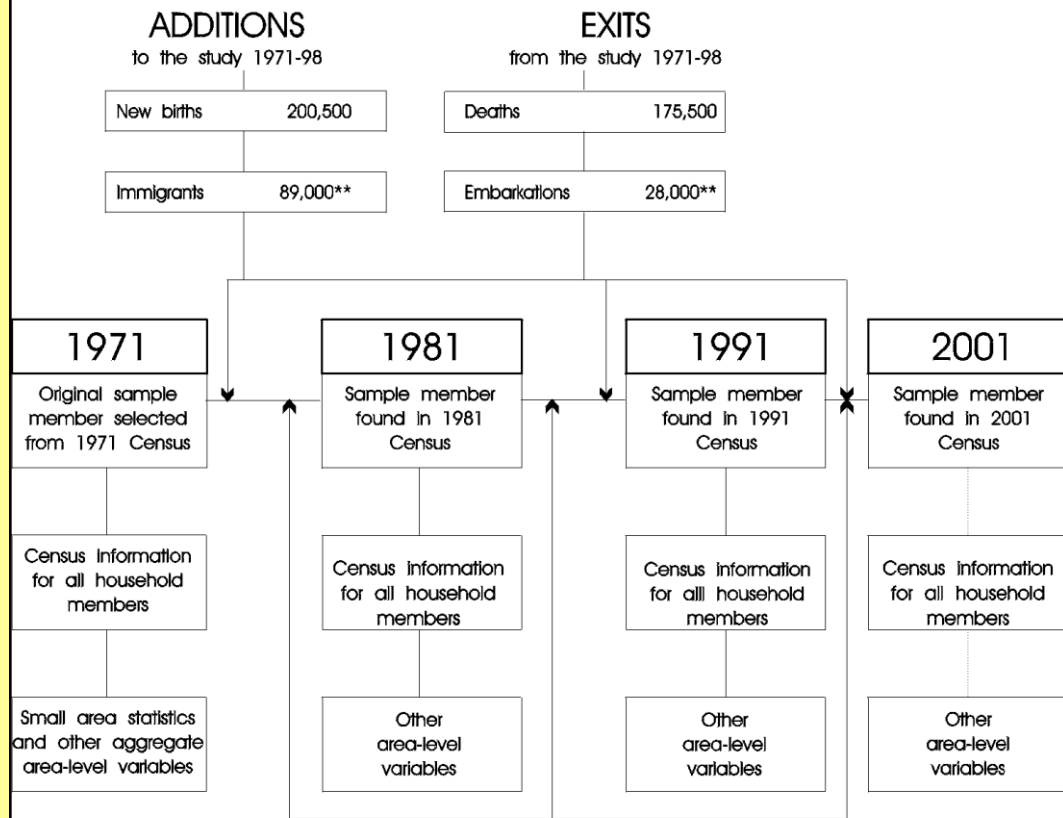 ADDITIONS
to the study 1971-98
New births 200,500
Immigrants 89,000**
EXITS
from the study 1971-98
Deaths 175,500
Embarkations 28,000**
1971
Original sample
member selected
from 1971 Census
Census information
for all household
members
Small area statistics
and other aggregate
area-level variables
1981
Sample member
found in 1981
Census
Census information
for all household
members
Other
area-level
variables
1991
Sample member
found in 1991
Census
Census information
for alll household
members
Other
area-level
variables
2001
Sample member
found in 2001
Census
Census information
for all household
members
Other
area-level
variables